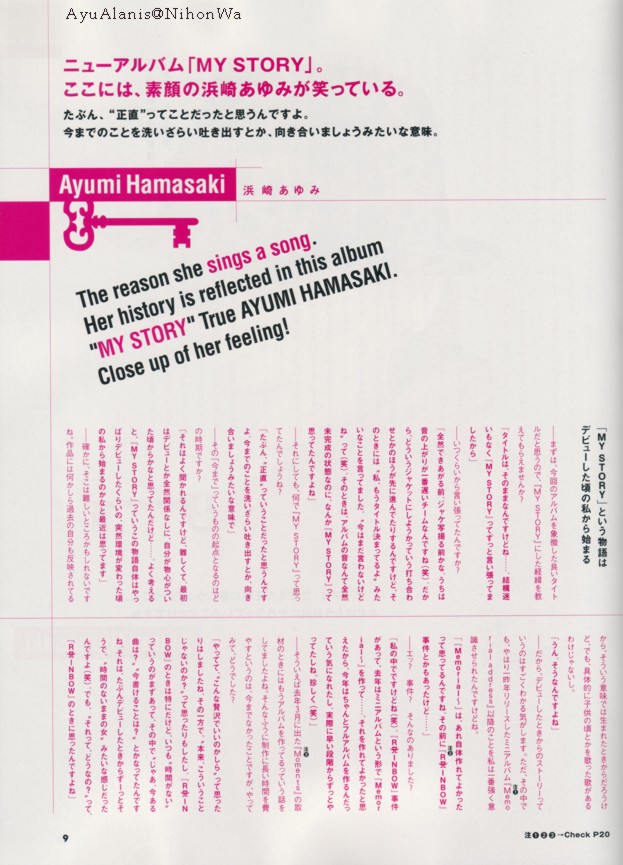 AyuAlanis@NihonWa
ニューアルバム「MY STORY」。
ここには、素顔の浜崎あゆみが笑っている。
たぶん、“正直”ってことだったと思うんですよ。
今までのことを洗いざらい吐き出すとか、向き合いましょうみたいな意味。
Ayumi Hamasaki
浜崎あゆみ
The reason she sings a song.
Her history is reflected in this album
"MY STORY" True AYUMI HAMASAKI.
Close up of her feeling!
「MY STORY」という物語は
デビューした頃の私から始まる
――まずは、今回のアルバムを象徴した良いタイト
ルだと思うので、「MY STORY」にした経緯を教
えてもらえませんか？
「タイトルは、そのままなんですけどね……。結構迷
いもなく「MY STORY」ってずっと言い張ってま
したから」
――いつくらいから言い張ってたんですか？
「全然できあがる前。ジャケ写撮る前かな。うちは
音の上がりが一番遅いチームなんですね（笑）。だか
ら、どういうジャケットにしようかっていう打ち合わ
せとかのほうが先に進んでたりするんですけど、そ
のときには、“私、もうタイトル決まってるよ”みた
いなことを言ってました。“今はまだ言わないけど
ね”って（笑）。そのときは、アルバムの音なんて全然
未完成の状態なのに、なんか「MY STORY」って
思ってたんですよね」
――それにしても、何で「MY STORY」って思っ
てたんでしょうね？
「たぶん、“正直”っていうことだったと思うんです
よ。今までのことを洗いざらい吐き出すとか、向き
合いましょうみたいな意味で」
――その「今まで」っていうものの起点となるのはど
の時期ですか？
「それはよく聞かれるんですけど、難しくて。最初
はデビューとか全然関係なしに、自分が物心がつい
た頃からかなと思ってたんだけど……。よく考える
と、「MY STORY」っていうこの物語自体はやっ
ぱりデビューしたくらいの、突然環境が変わった頃
の私から始まるのかなと最近は思ってます」
――確かに、そこは難しいところかもしれないです
ね。作品には何かしら過去の自分も反映されてる
から、そういう意味では生まれたときからだろうけ
ど、でも、具体的に子供の頃とかを歌った歌がある
わけじゃない。
「うん、そうなんですよね」
――だから、デビューしたときからのストーリーって
いうのはすごくわかる気がします。ただ、その中で
も、やはり一昨年リリースしたミニアルバム「Memo
rial address」以降のことを私は一番強く意
識させられたんですけどね。
「「Memorial〜」は、あれ自体作れてよかった
って思ってるんですね。その前に「RAINBOW」
事件とかもあったけど……」
――エッ？ 事件？ そんなのありました？
「私の中でですけどね（笑）。「RAINBOW」事件
があって、去年はミニアルバムという形で「Memor
ial〜」を作って……。それを作れてよかったと思
えたから、今年はちゃんとフルアルバムを作るんだっ
ていう気になれたし、実際に早い段階からずっとや
ってたしね。珍しく（笑）」
――そういえば去年3月に出た「Moments」の取
材のときにはもうアルバムを作ってるっていう話を
してましたよね。そんなふうに制作に長い時間を費
やすというのは、今までなかったことですが、やって
みて、どうでした？
「やってて、“こんな贅沢でいいのかしら”って思った
りはしましたね。その一方で、“本来、こういうこと
じゃないのか？”って思ったりもしたし。「RAIN
BOW」のときは特にだけど、いつも、“時間がない”
っていうのがまずあって、その中で、“じゃあ、今ある
曲は？”“今書けることは？”とかなってたんです
ね。それは、たぶんデビューしたときからずーっとそ
うで、“時間のないままの女”みたいな感じだった
んですよ（笑）。でも、“それって、どうなの？”って、
「RAINBOW」のときに思ったんですよね」
9
注❶❷❸→Check P20